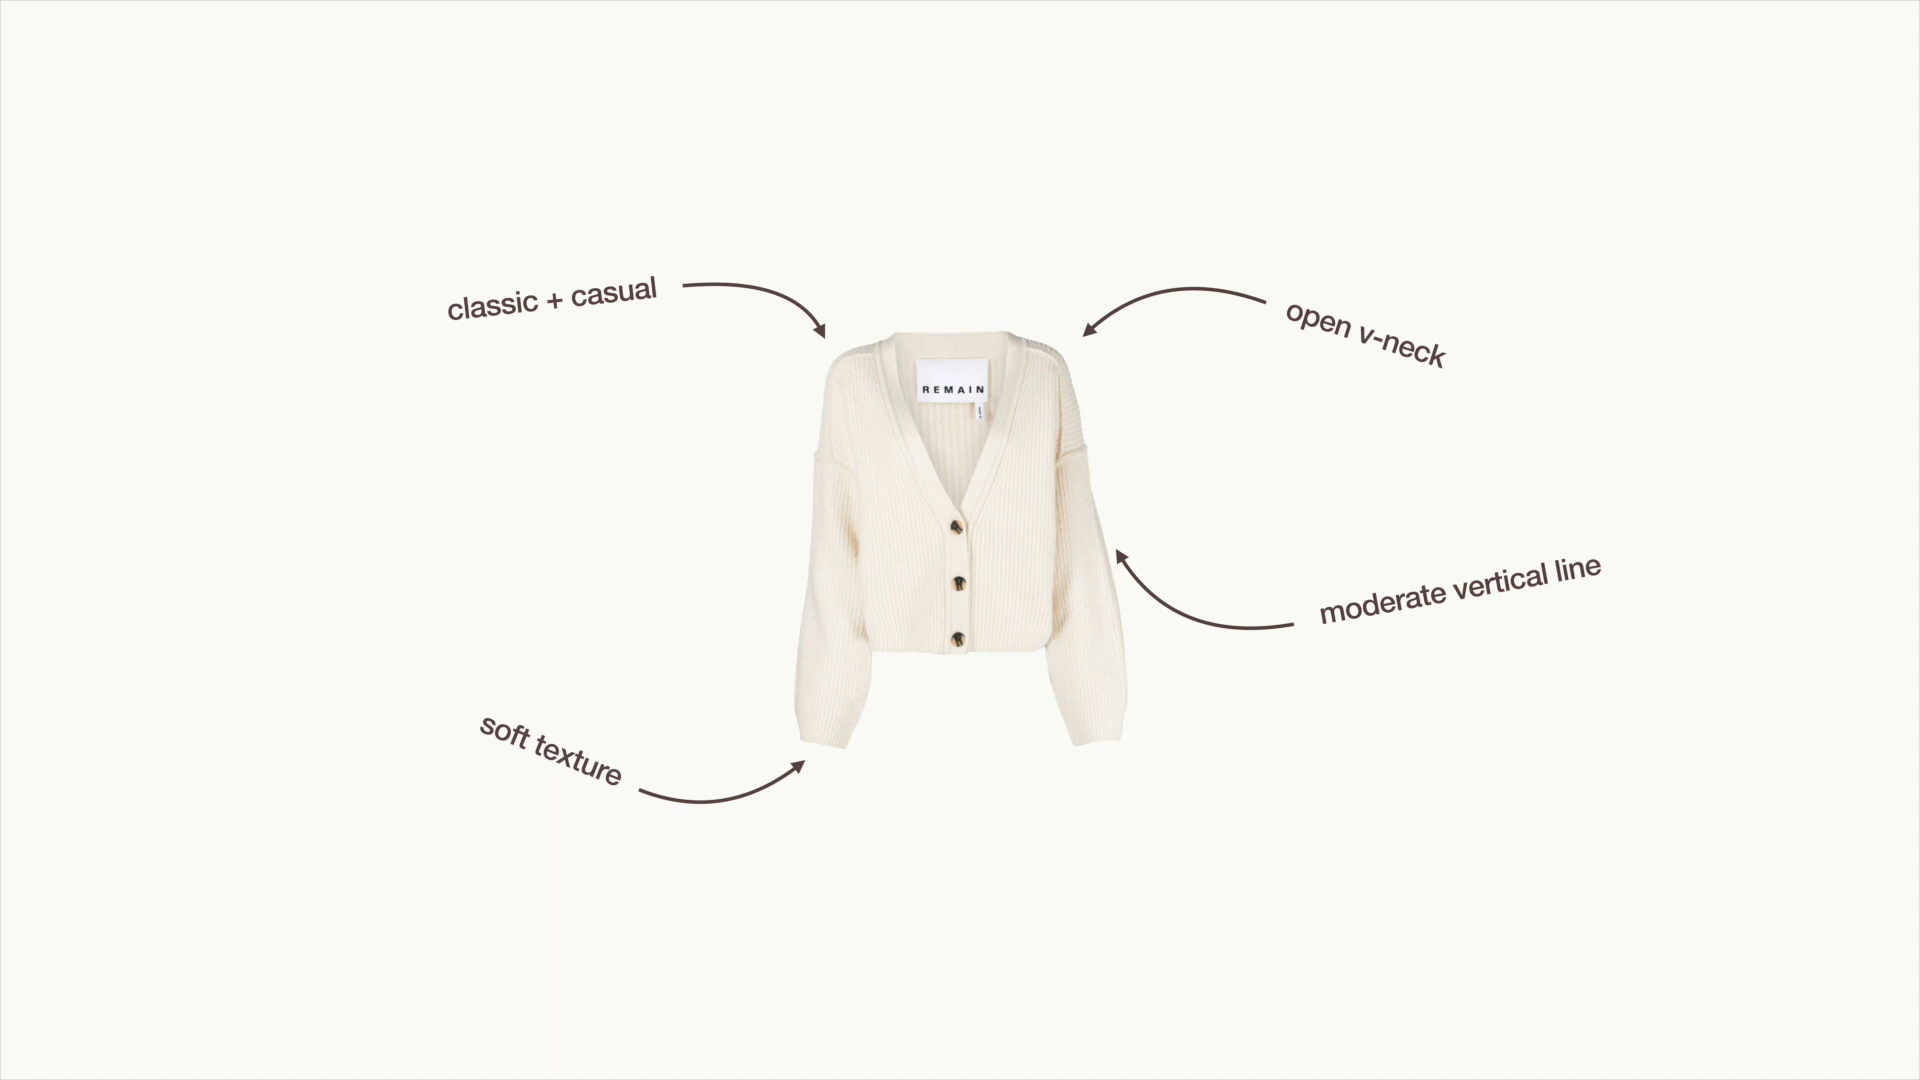 classic + casual
open v-neck
REMAIN
moderate vertical line
soft texture